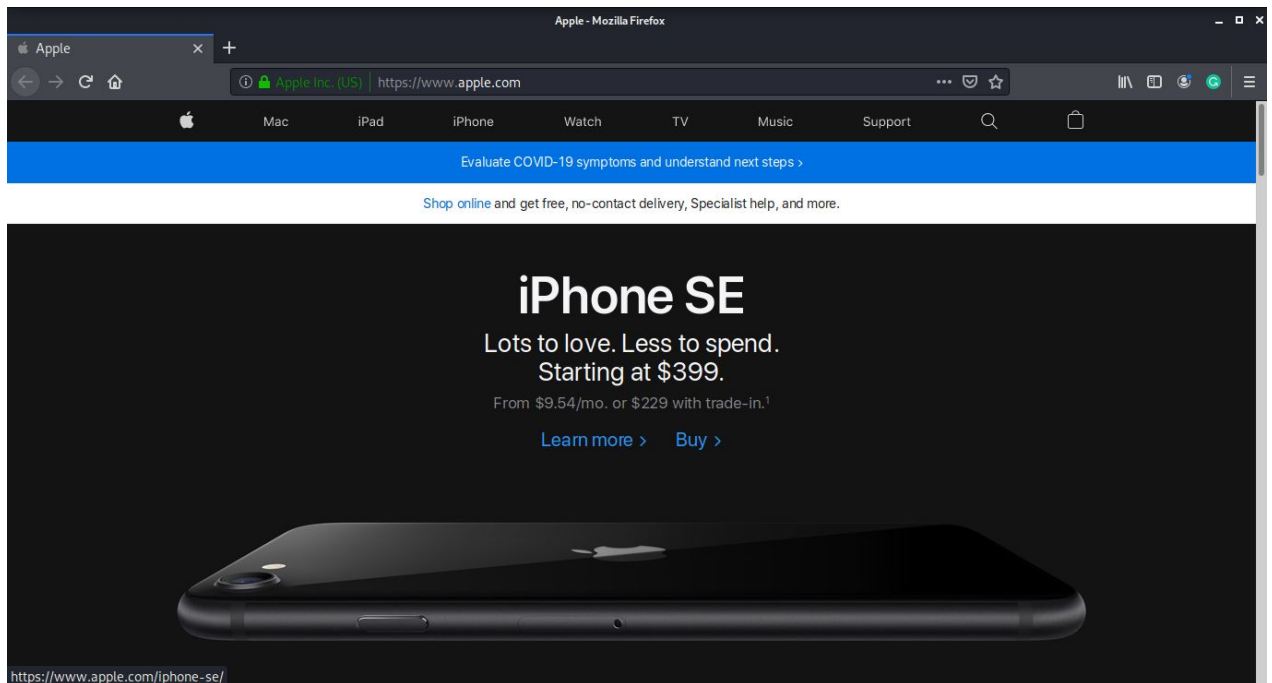 Apple - Mozilla Firefox
Apple
Apple Inc. (US) https://www.apple.com
Mac iPad iPhone Watch TV Music Support
Evaluate COVID-19 symptoms and understand next steps >
Shop online and get free, no-contact delivery, Specialist help, and more.
iPhone SE
Lots to love. Less to spend.
Starting at $399.
From $9.54/mo. or $229 with trade-in.¹
Learn more > Buy >
https://www.apple.com/iphone-se/